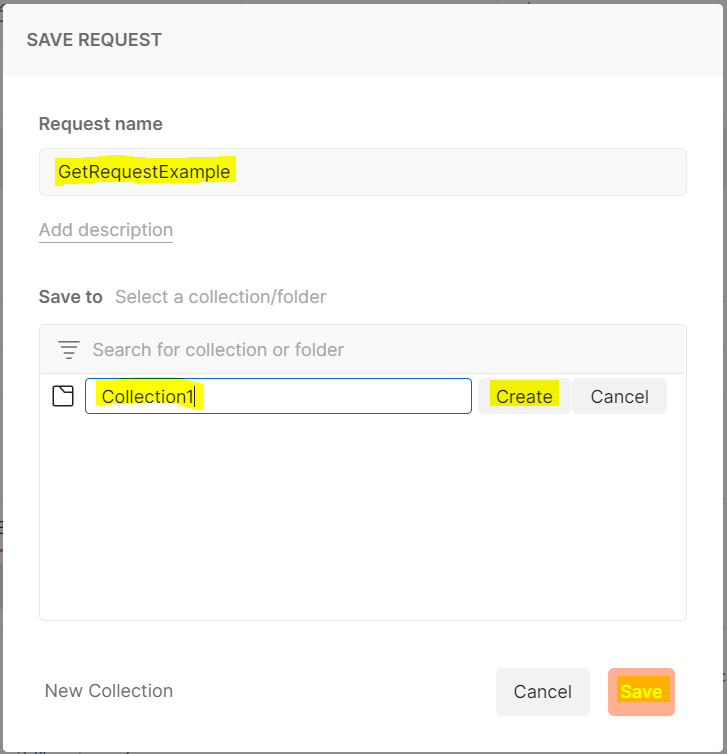 SAVE REQUEST
Request name
GetRequestExample
Add description
Save to Select a collection/folder
Search for collection or folder
Collection1 Create Cancel
New Collection Cancel Save